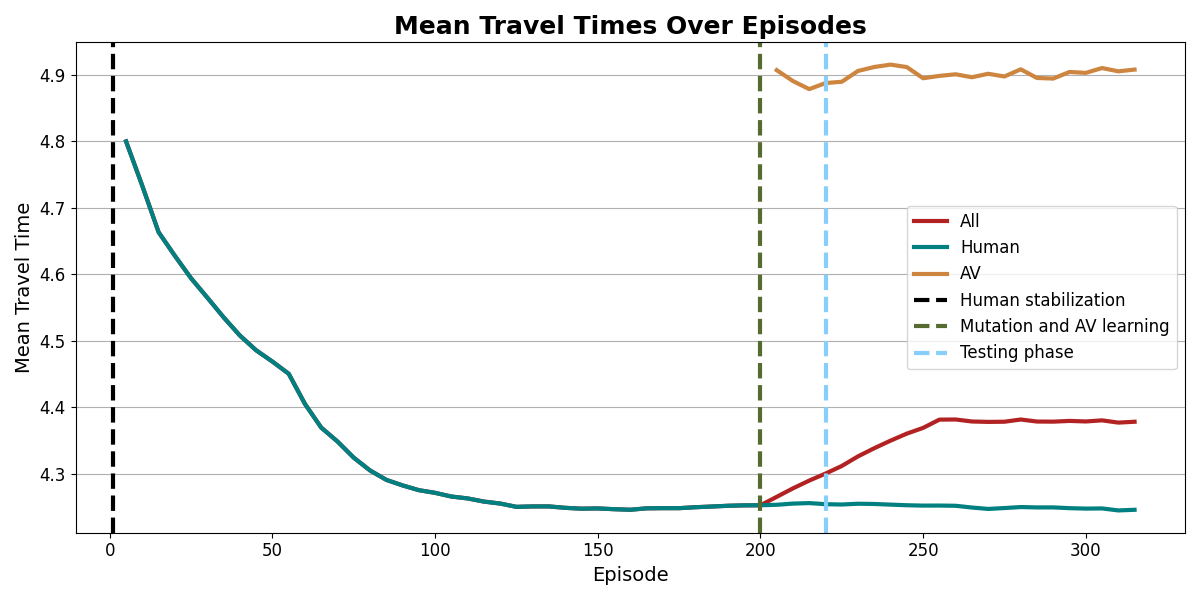 Mean Travel Times Over Episodes
Mean Travel Time
4.9
4.8
4.7
4.6
4.5
4.4
4.3
All
Human
AV
Human stabilization
Mutation and AV learning
Testing phase
0
50
100
150
200
250
300
Episode